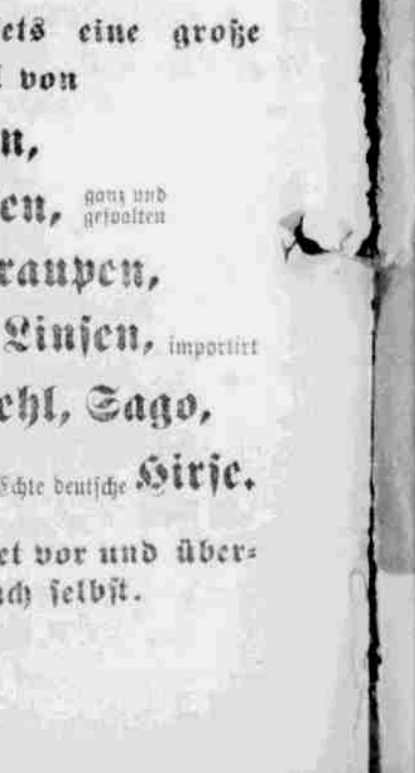 ets eine große
l von
n,
en, ganz und
gespalten
raupen,
Linsen, importirt
ehl, Sago,
Echte deutsche Hirse.
et vor und über=
uch selbst.